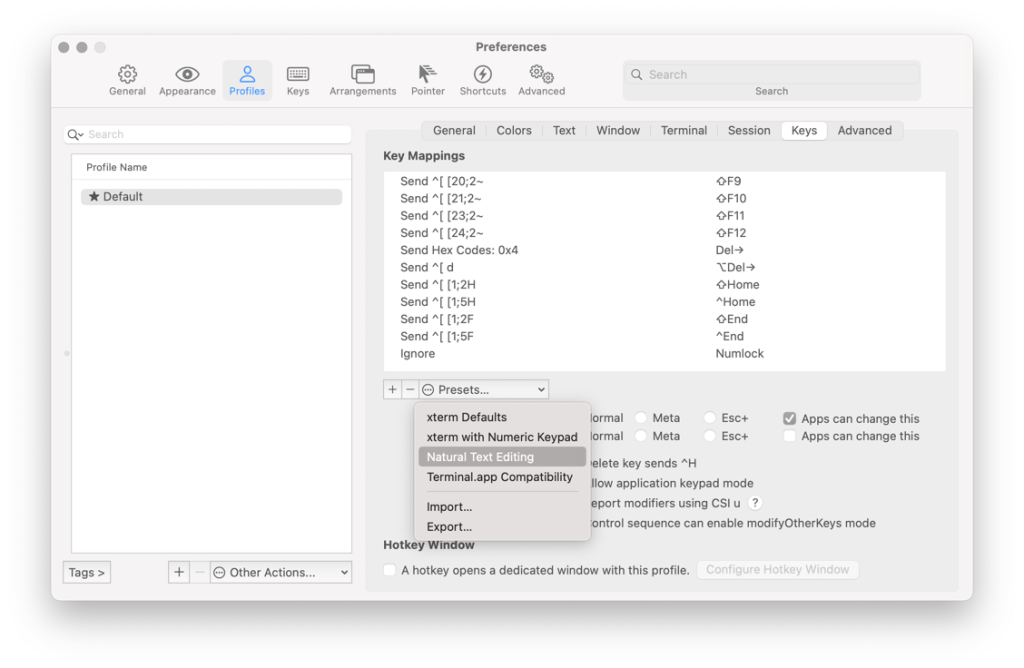 Preferences
General Appearance Profiles Keys Arrangements Pointer Shortcuts Advanced
Search
Search
Search
Profile Name
★ Default
Tags >
+ − Other Actions...
General Colors Text Window Terminal Session Keys Advanced
Key Mappings
Send ^[ [20;2~ ⇧F9
Send ^[ [21;2~ ⇧F10
Send ^[ [23;2~ ⇧F11
Send ^[ [24;2~ ⇧F12
Send Hex Codes: 0x4 Del→
Send ^[ d ⌥Del→
Send ^[ [1;2H ⇧Home
Send ^[ [1;5H ^Home
Send ^[ [1;2F ⇧End
Send ^[ [1;5F ^End
Ignore Numlock
+ − Presets...
xterm Defaults
xterm with Numeric Keypad
Natural Text Editing
Terminal.app Compatibility
Import...
Export...
Meta Esc+ Apps can change this
Meta Esc+ Apps can change this
key sends ^H
application keypad mode
modifiers using CSI u ?
sequence can enable modifyOtherKeys mode
Hotkey Window
A hotkey opens a dedicated window with this profile. Configure Hotkey Window